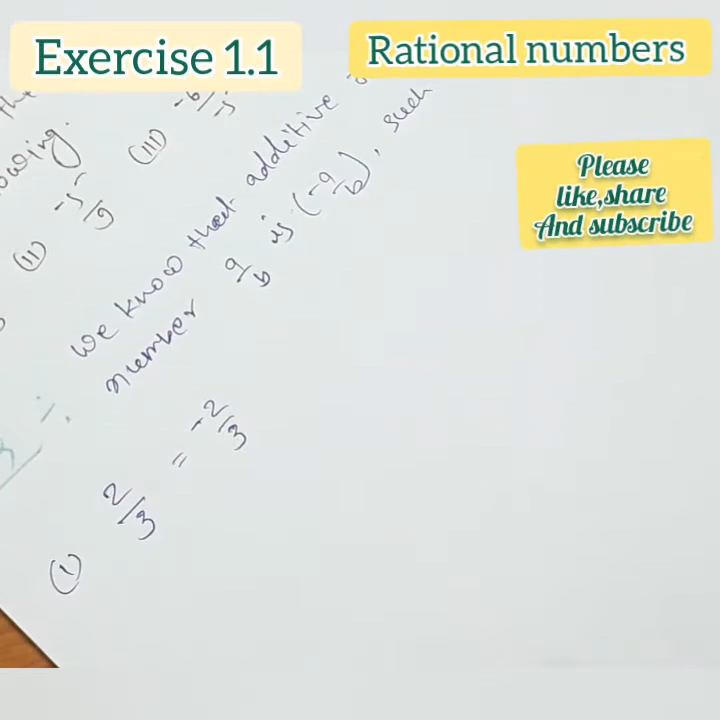 Exercise 1.1
Rational numbers
Please
like,share
And subscribe
the
owing.
(II) -5/9 (III) -6/-5
we know that additive
number a/b is (-a/b), such
(i) 2/3 = -2/3